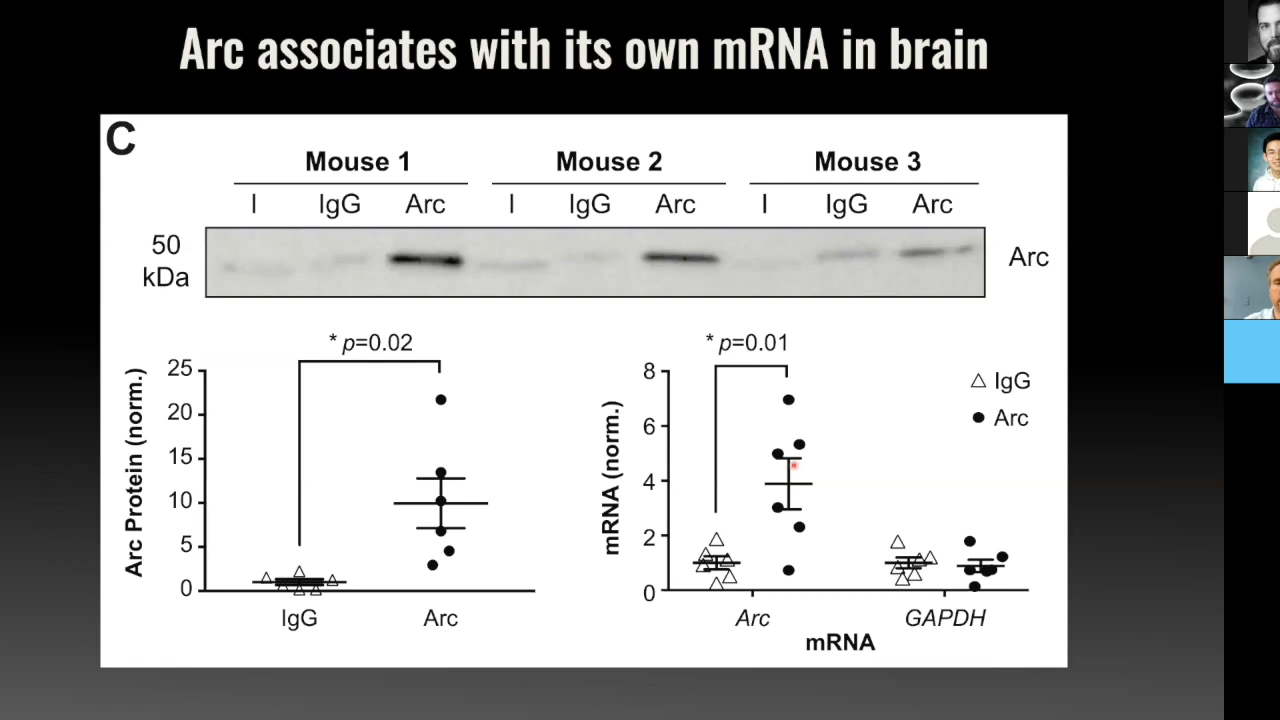 Arc associates with its own mRNA in brain
C
Mouse 1 Mouse 2 Mouse 3
I IgG Arc I IgG Arc I IgG Arc
50
kDa
Arc
* p=0.02
Arc Protein (norm.)
25
20
15
10
5
0
IgG Arc
* p=0.01
mRNA (norm.)
8
6
4
2
0
IgG
Arc
Arc GAPDH
mRNA